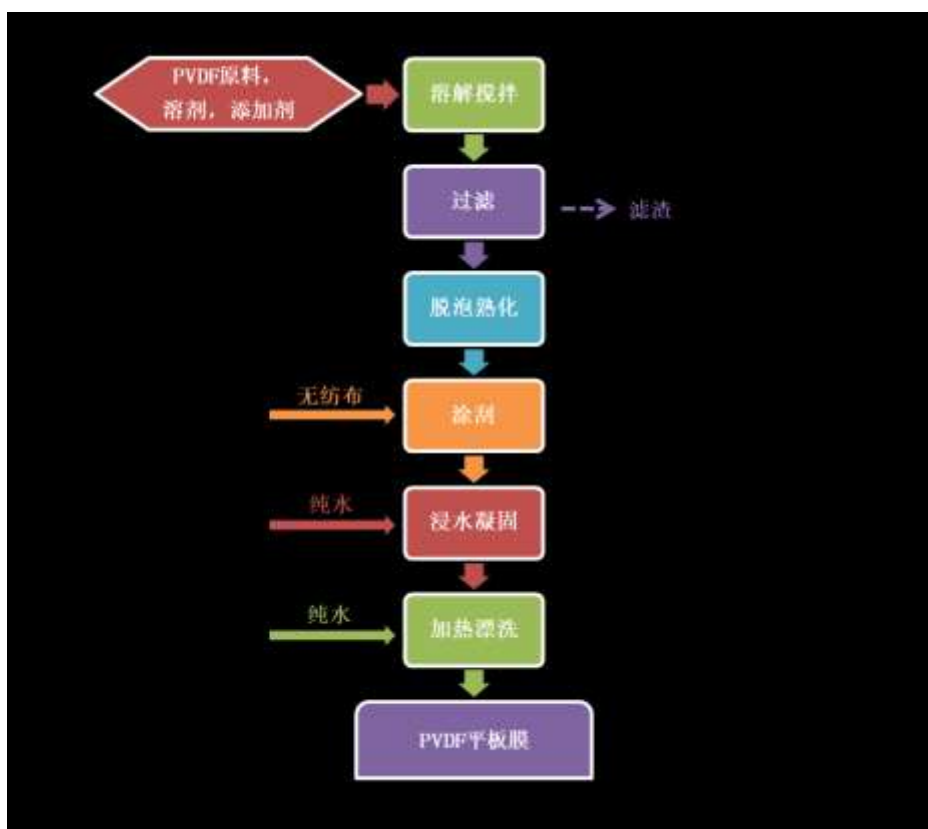 PVDF原料,
溶剂, 添加剂
溶解搅拌
过滤
滤渣
脱泡熟化
无纺布
涂刮
纯水
浸水凝固
纯水
加热漂洗
PVDF平板膜